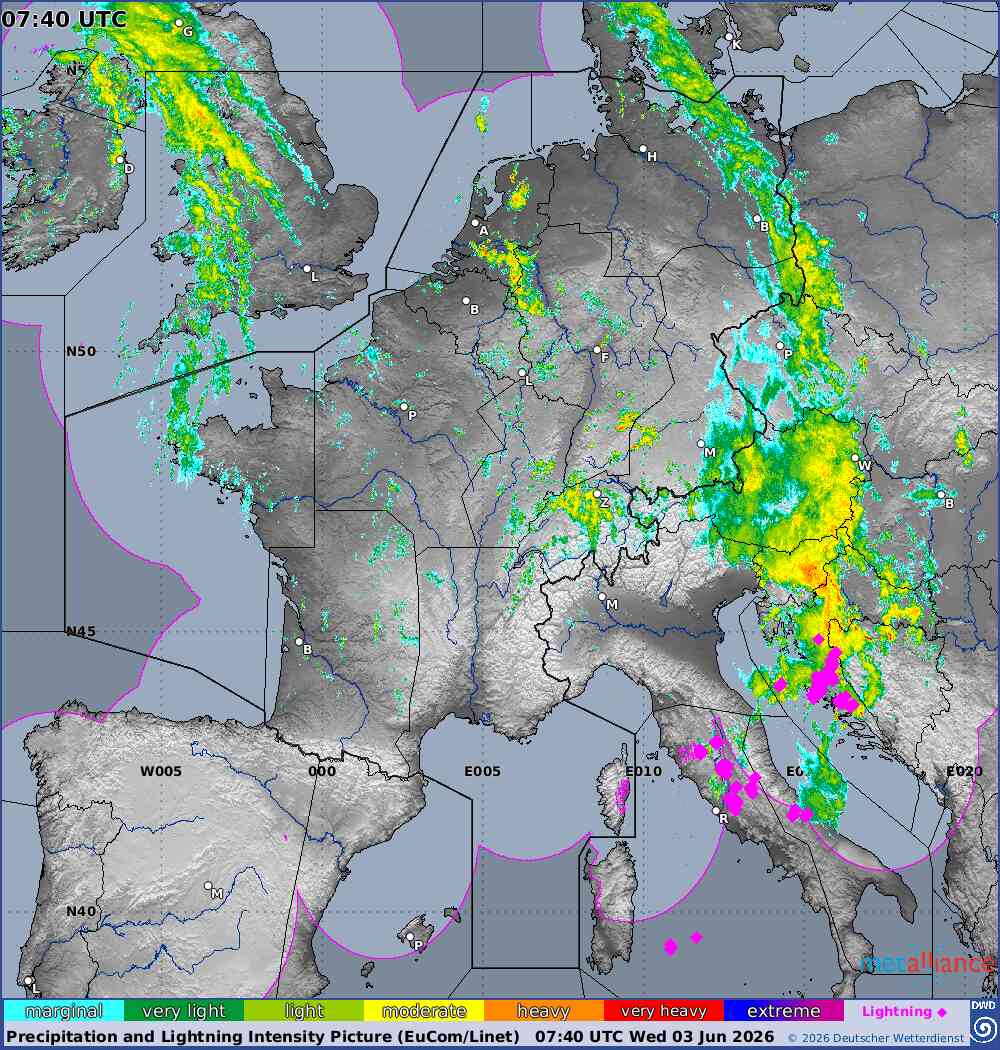 07:40 UTC
G
K
D
H
A
B
L
B
N50
F
P
L
P
M
W
Z
B
M
N45
B
W005
000
E005
E010
E020
R
M
N40
P
L
metalliance
marginal
very light
light
moderate
heavy
very heavy
extreme
Lightning
DWD
Precipitation and Lightning Intensity Picture (EuCom/Linet) 07:40 UTC Wed 03 Jun 2026 © 2026 Deutscher Wetterdienst